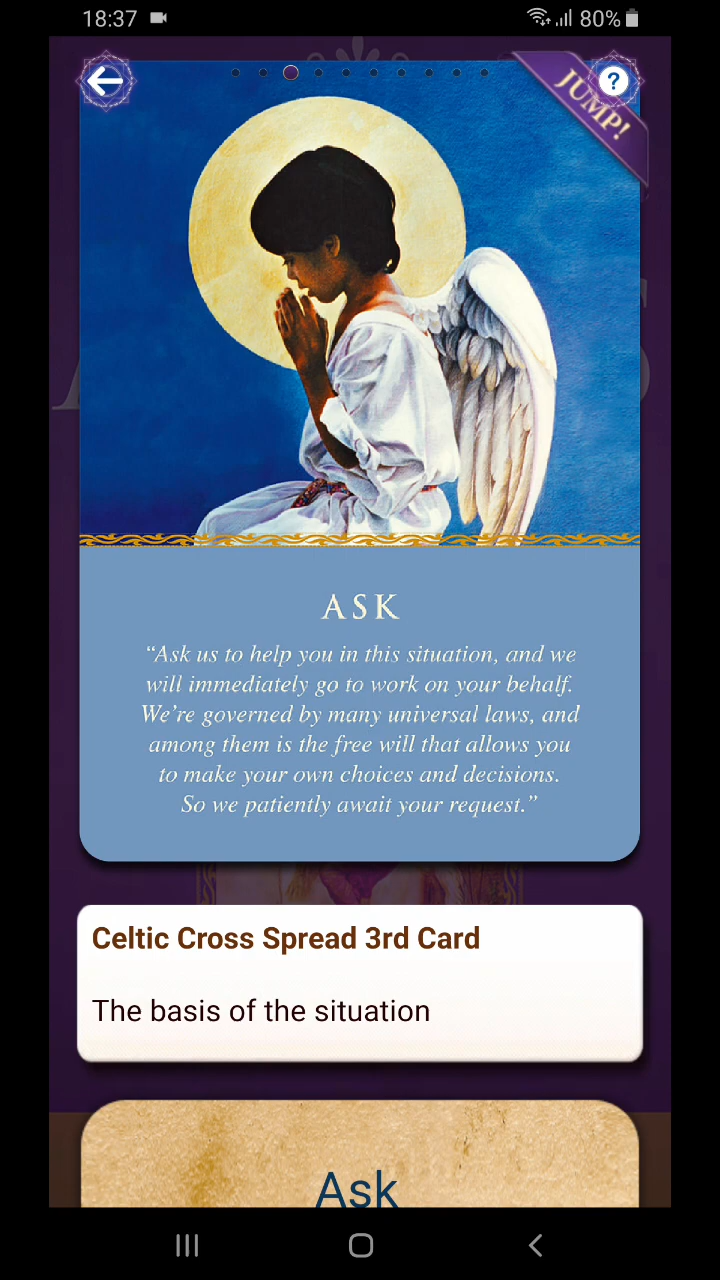 18:37
80%
?
JUMP!
ASK
“Ask us to help you in this situation, and we
will immediately go to work on your behalf.
We’re governed by many universal laws, and
among them is the free will that allows you
to make your own choices and decisions.
So we patiently await your request.”
Celtic Cross Spread 3rd Card
The basis of the situation
Ask